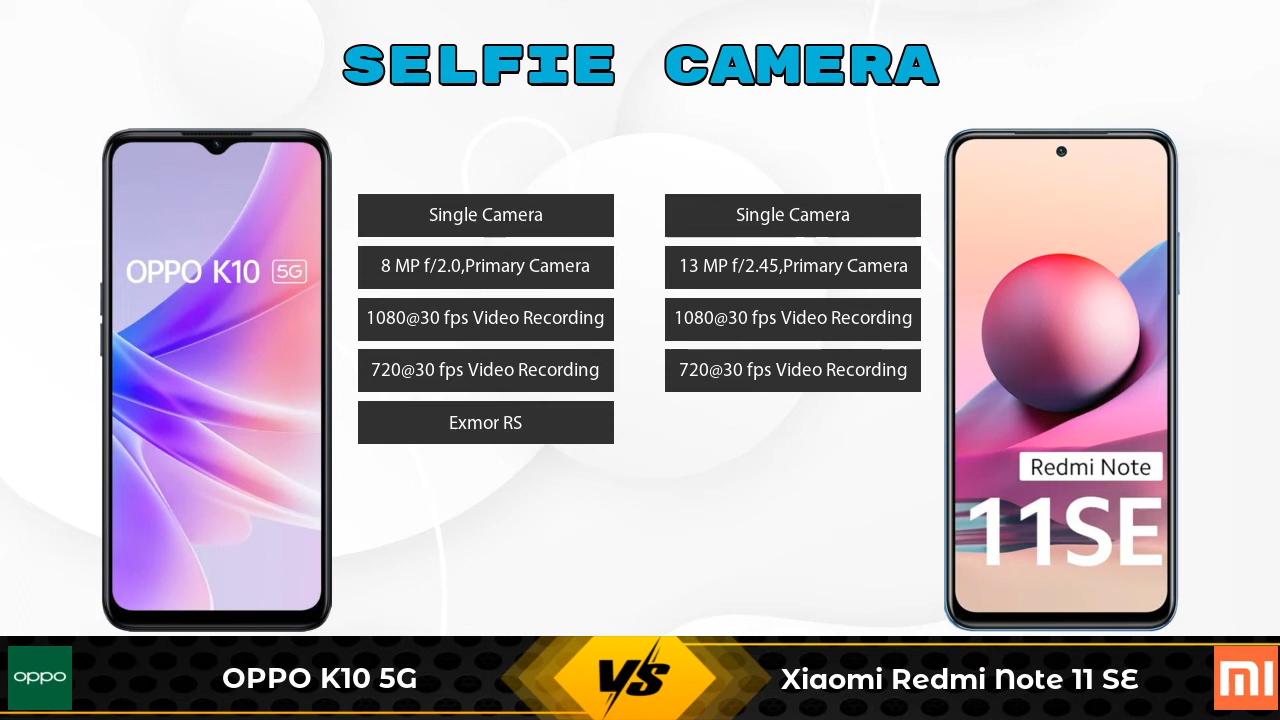 SELFIE CAMERA
OPPO K10 5G
Single Camera
8 MP f/2.0,Primary Camera
1080@30 fps Video Recording
720@30 fps Video Recording
Exmor RS
Single Camera
13 MP f/2.45,Primary Camera
1080@30 fps Video Recording
720@30 fps Video Recording
Redmi Note
11SE
oppo
OPPO K10 5G
VS
Xiaomi Redmi Note 11 SE
MI